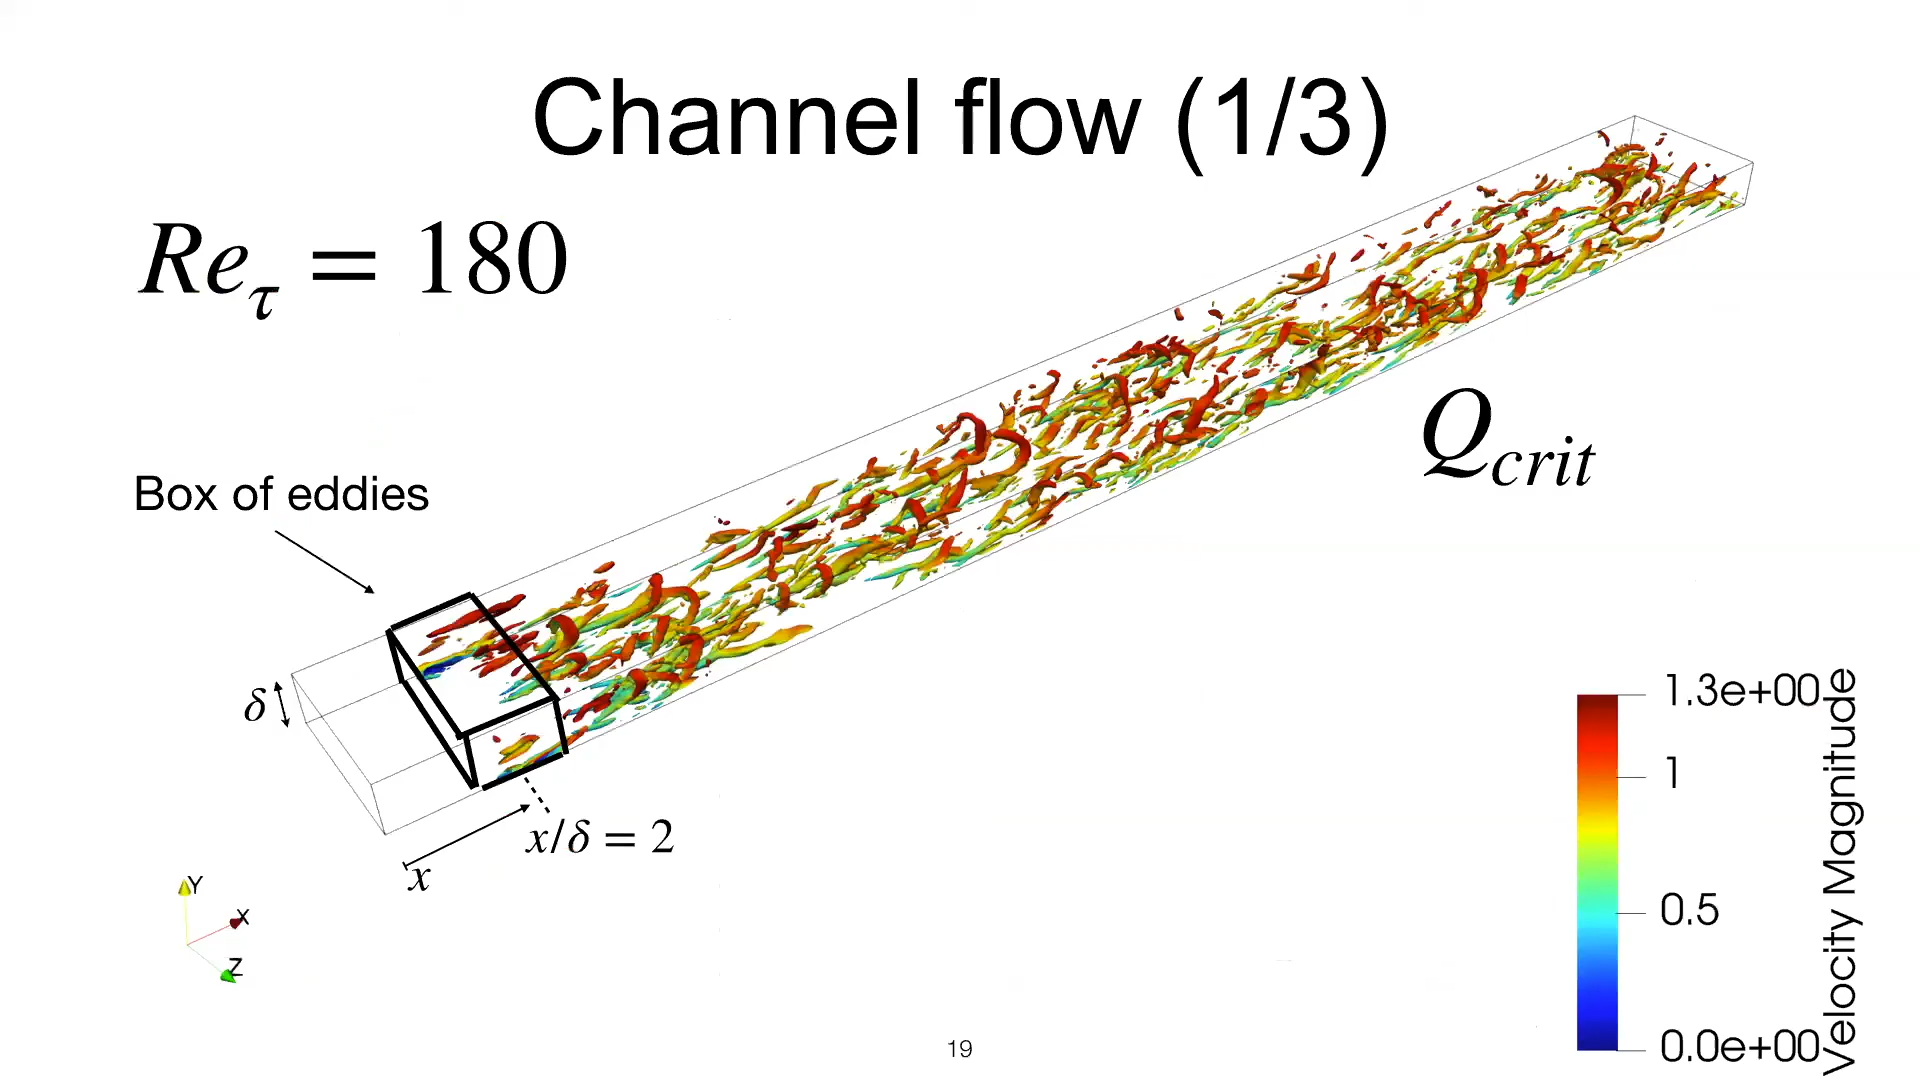 Channel flow (1/3)
Re_τ = 180
Q_crit
Box of eddies
δ
x/δ = 2
x
Y
X
Z
1.3e+00
1
0.5
0.0e+00
Velocity Magnitude
19